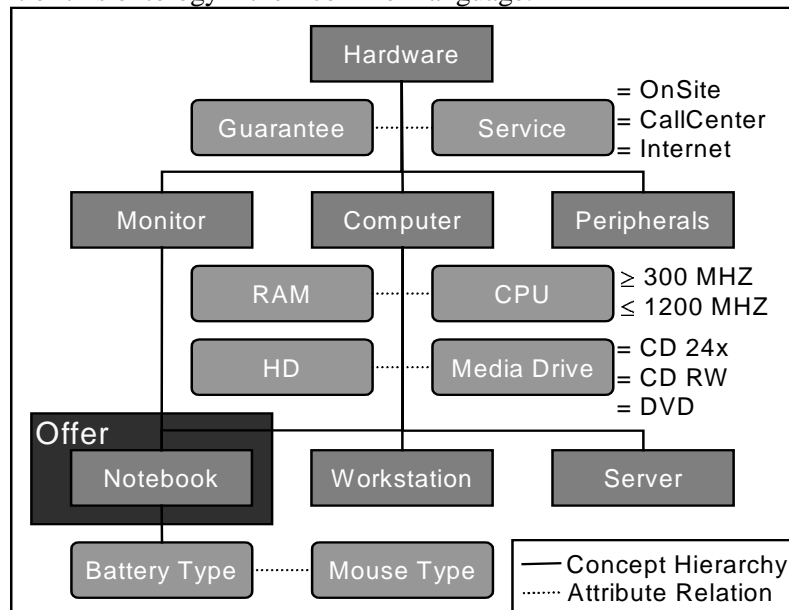 Hardware
= OnSite
Guarantee Service = CallCenter
= Internet
Monitor Computer Peripherals
RAM CPU ≥ 300 MHZ
≤ 1200 MHZ
HD Media Drive = CD 24x
= CD RW
= DVD
Offer
Notebook Workstation Server
Battery Type Mouse Type
Concept Hierarchy
Attribute Relation